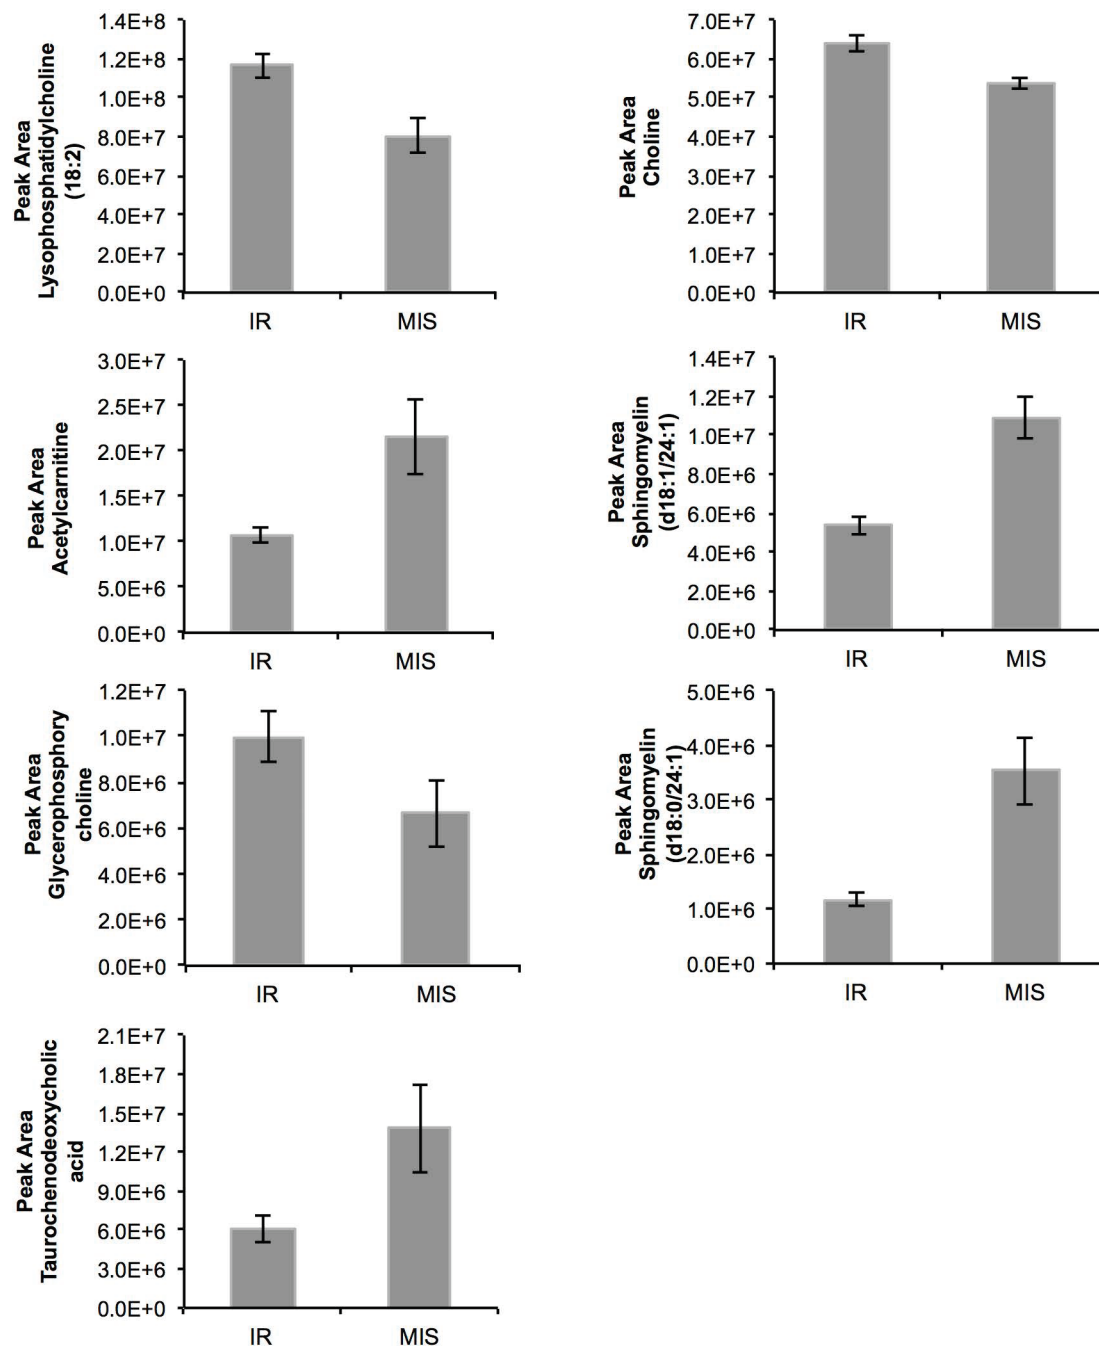 Peak Area
Lysophosphatidylcholine
(18:2)
1.4E+8
1.2E+8
1.0E+8
8.0E+7
6.0E+7
4.0E+7
2.0E+7
0.0E+0
IR
MIS
Peak Area
Choline
7.0E+7
6.0E+7
5.0E+7
4.0E+7
3.0E+7
2.0E+7
1.0E+7
0.0E+0
IR
MIS
Peak Area
Acetylcarnitine
3.0E+7
2.5E+7
2.0E+7
1.5E+7
1.0E+7
5.0E+6
0.0E+0
IR
MIS
Peak Area
Sphingomyelin
(d18:1/24:1)
1.4E+7
1.2E+7
1.0E+7
8.0E+6
6.0E+6
4.0E+6
2.0E+6
0.0E+0
IR
MIS
Peak Area
Glycerophosphory
choline
1.2E+7
1.0E+7
8.0E+6
6.0E+6
4.0E+6
2.0E+6
0.0E+0
IR
MIS
Peak Area
Sphingomyelin
(d18:0/24:1)
5.0E+6
4.0E+6
3.0E+6
2.0E+6
1.0E+6
0.0E+0
IR
MIS
Peak Area
Taurochenodeoxycholic
acid
2.1E+7
1.8E+7
1.5E+7
1.2E+7
9.0E+6
6.0E+6
3.0E+6
0.0E+0
IR
MIS